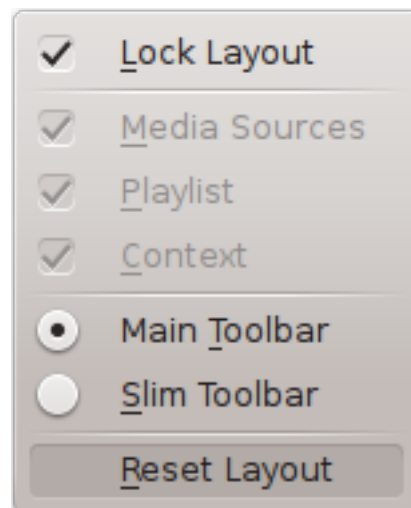 Lock Layout
Media Sources
Playlist
Context
Main Toolbar
Slim Toolbar
Reset Layout